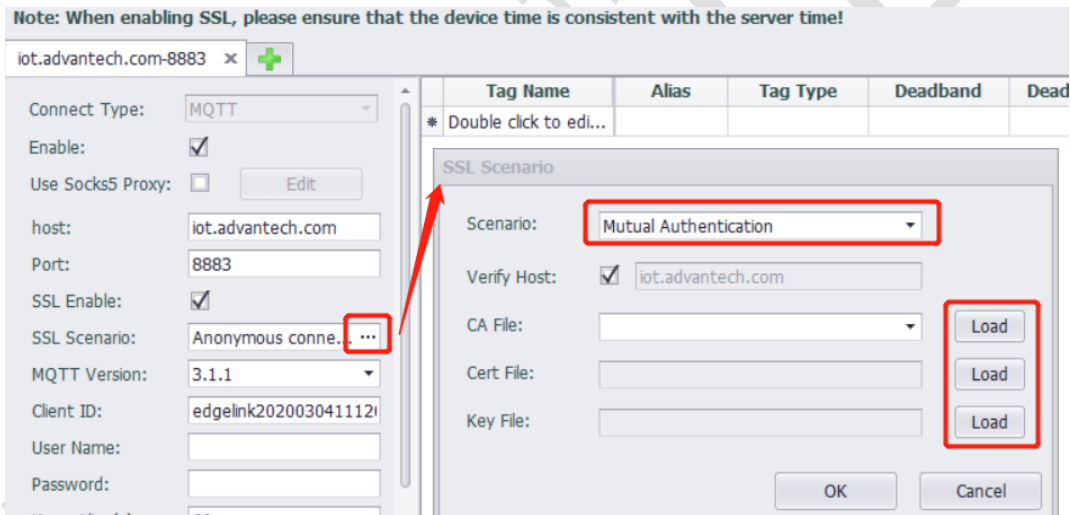 Note: When enabling SSL, please ensure that the device time is consistent with the server time!
iot.advantech.com-8883 x
Connect Type: MQTT
Enable:
Use Socks5 Proxy: Edit
host: iot.advantech.com
Port: 8883
SSL Enable:
SSL Scenario: Anonymous conne... ...
MQTT Version: 3.1.1
Client ID: edgelink2020030411120
User Name:
Password:
Tag Name Alias Tag Type Deadband Dead
* Double click to edi...
SSL Scenario
Scenario: Mutual Authentication
Verify Host: iot.advantech.com
CA File: Load
Cert File: Load
Key File: Load
OK Cancel